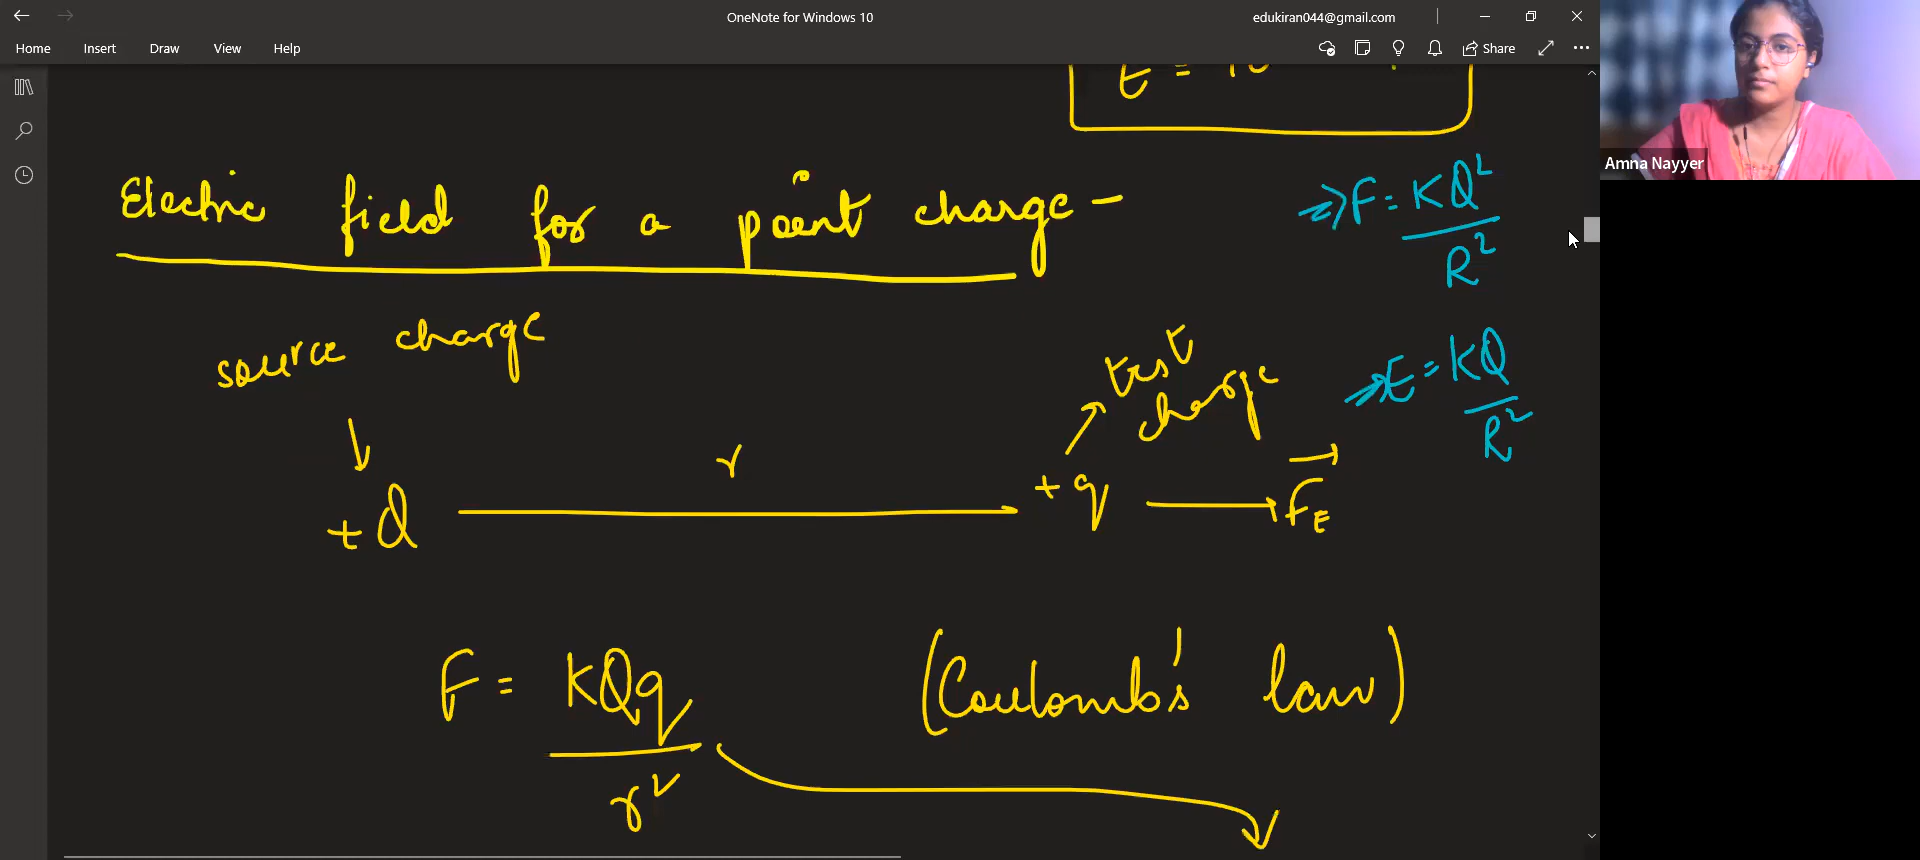 OneNote for Windows 10
edukiran044@gmail.com
Home Insert Draw View Help
Share
Amna Nayyer
Electric field for a point charge -
⇒ F = KQ²
R²
source charge
test
charge
⇒ E = KQ
R²
r
+ Q
+ q
F_E
F = KQq
r²
(Coulomb's law)